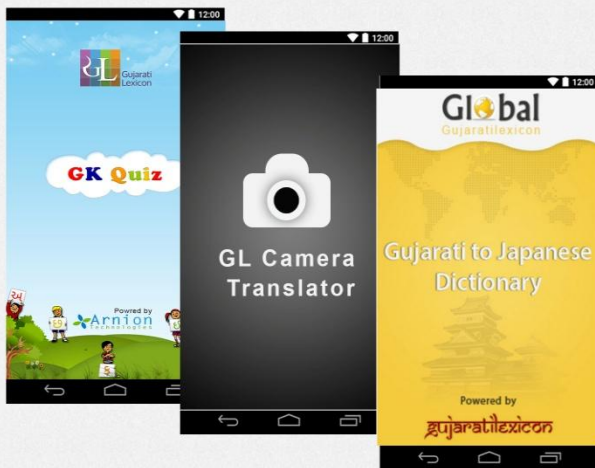 12:00
GL
Gujarati
Lexicon
GK Quiz
Powred by
Arnion
Technologies
12:00
GL Camera
Translator
12:00
Global
Gujaratilexicon
Gujarati to Japanese
Dictionary
Powered by
gujaratilexicon